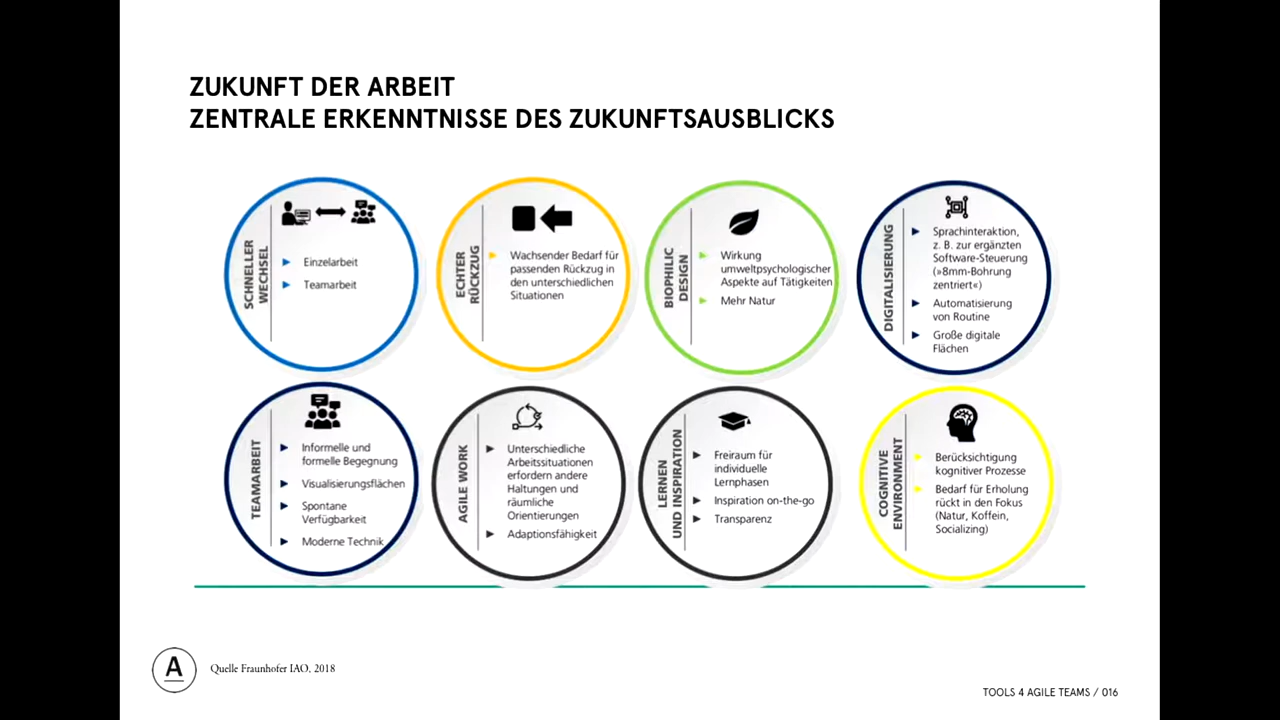 ZUKUNFT DER ARBEIT
ZENTRALE ERKENNTNISSE DES ZUKUNFTSAUSBLICKS
SCHNELLER
WECHSEL
Einzelarbeit
Teamarbeit
ECHTER
RÜCKZUG
Wachsender Bedarf für
passenden Rückzug in
den unterschiedlichen
Situationen
BIOPHILIC
DESIGN
Wirkung
umweltpsychologischer
Aspekte auf Tätigkeiten
Mehr Natur
DIGITALISIERUNG
Sprachinteraktion,
z. B. zur ergänzten
Software-Steuerung
(»8mm-Bohrung
zentriert«)
Automatisierung
von Routine
Große digitale
Flächen
TEAMARBEIT
Informelle und
formelle Begegnung
Visualisierungsflächen
Spontane
Verfügbarkeit
Moderne Technik
AGILE WORK
Unterschiedliche
Arbeitssituationen
erfordern andere
Haltungen und
räumliche
Orientierungen
Adaptionsfähigkeit
LERNEN
UND INSPIRATION
Freiraum für
individuelle
Lernphasen
Inspiration on-the-go
Transparenz
COGNITIVE
ENVIRONMENT
Berücksichtigung
kognitiver Prozesse
Bedarf für Erholung
rückt in den Fokus
(Natur, Koffein,
Socializing)
A
Quelle Fraunhofer IAO, 2018
TOOLS 4 AGILE TEAMS / 016